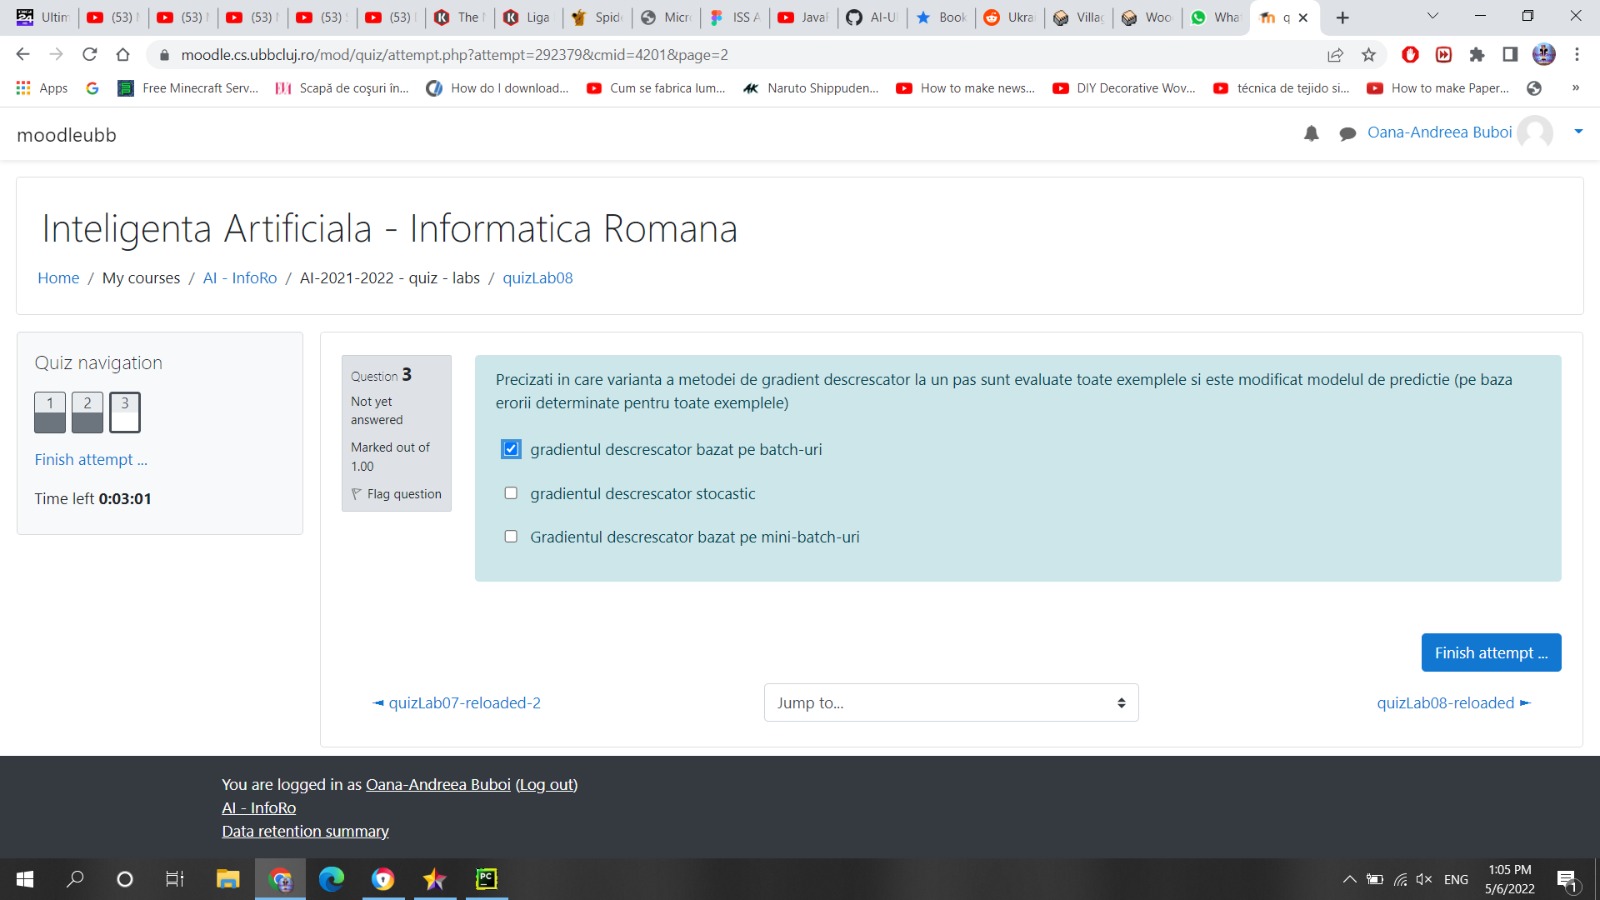 Ultim
(53)
(53)
(53)
(53)
(53)
The
Liga
Spid
Micr
ISS A
Java
AI-U
Book
Ukra
Villag
Woo
Wha
q
moodle.cs.ubbcluj.ro/mod/quiz/attempt.php?attempt=292379&cmid=4201&page=2
Apps
Free Minecraft Serv...
Scapă de coşuri în...
How do I download...
Cum se fabrica lum...
Naruto Shippuden...
How to make news...
DIY Decorative Wov...
técnica de tejido si...
How to make Paper...
»
moodleubb
Oana-Andreea Buboi
Inteligenta Artificiala - Informatica Romana
Home / My courses / AI - InfoRo / AI-2021-2022 - quiz - labs / quizLab08
Quiz navigation
1 2 3
Finish attempt ...
Time left 0:03:01
Question 3
Not yet
answered
Marked out of
1.00
Flag question
Precizati in care varianta a metodei de gradient descrescator la un pas sunt evaluate toate exemplele si este modificat modelul de predictie (pe baza
erorii determinate pentru toate exemplele)
gradientul descrescator bazat pe batch-uri
gradientul descrescator stocastic
Gradientul descrescator bazat pe mini-batch-uri
Finish attempt ...
◄ quizLab07-reloaded-2
Jump to...
quizLab08-reloaded ►
You are logged in as Oana-Andreea Buboi (Log out)
AI - InfoRo
Data retention summary
PC
ENG
1:05 PM
5/6/2022
1